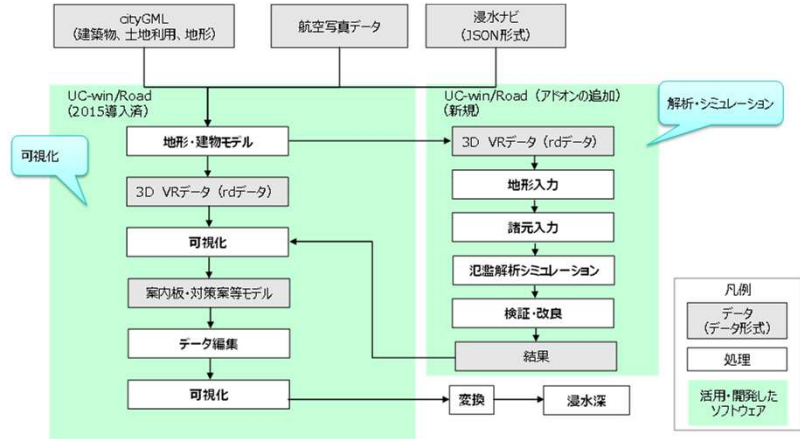 cityGML
(建築物、土地利用、地形)
航空写真データ
浸水ナビ
(JSON形式)
UC-win/Road
(2015導入済)
UC-win/Road (アドオンの追加)
(新規)
解析・シミュレーション
可視化
地形・建物モデル
3D VRデータ (rdデータ)
可視化
案内板・対策案等モデル
データ編集
可視化
3D VRデータ (rdデータ)
地形入力
諸元入力
氾濫解析シミュレーション
検証・改良
結果
変換
浸水深
凡例
データ
(データ形式)
処理
活用・開発した
ソフトウェア